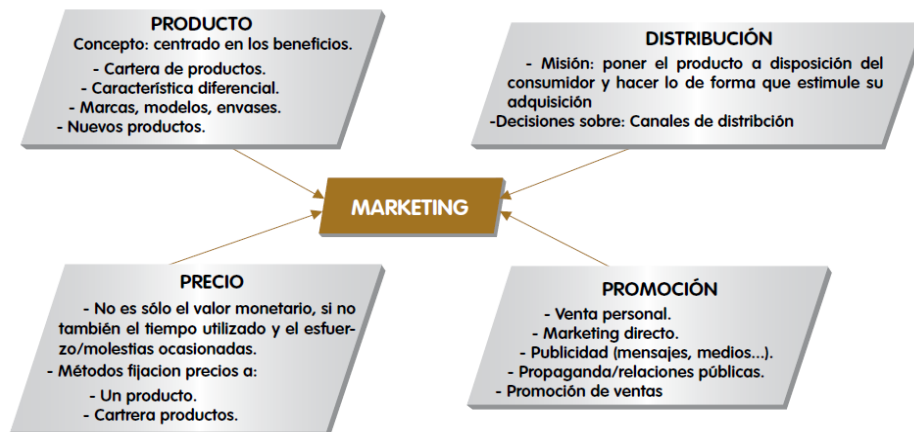 PRODUCTO
Concepto: centrado en los beneficios.
- Cartera de productos.
- Característica diferencial.
- Marcas, modelos, envases.
- Nuevos productos.
DISTRIBUCIÓN
- Misión: poner el producto a disposición del
consumidor y hacer lo de forma que estimule su
adquisición
-Decisiones sobre: Canales de distribción
MARKETING
PRECIO
- No es sólo el valor monetario, si no
también el tiempo utilizado y el esfuer-
zo/molestias ocasionadas.
- Métodos fijacion precios a:
- Un producto.
- Cartrera productos.
PROMOCIÓN
- Venta personal.
- Marketing directo.
- Publicidad (mensajes, medios...).
- Propaganda/relaciones públicas.
- Promoción de ventas